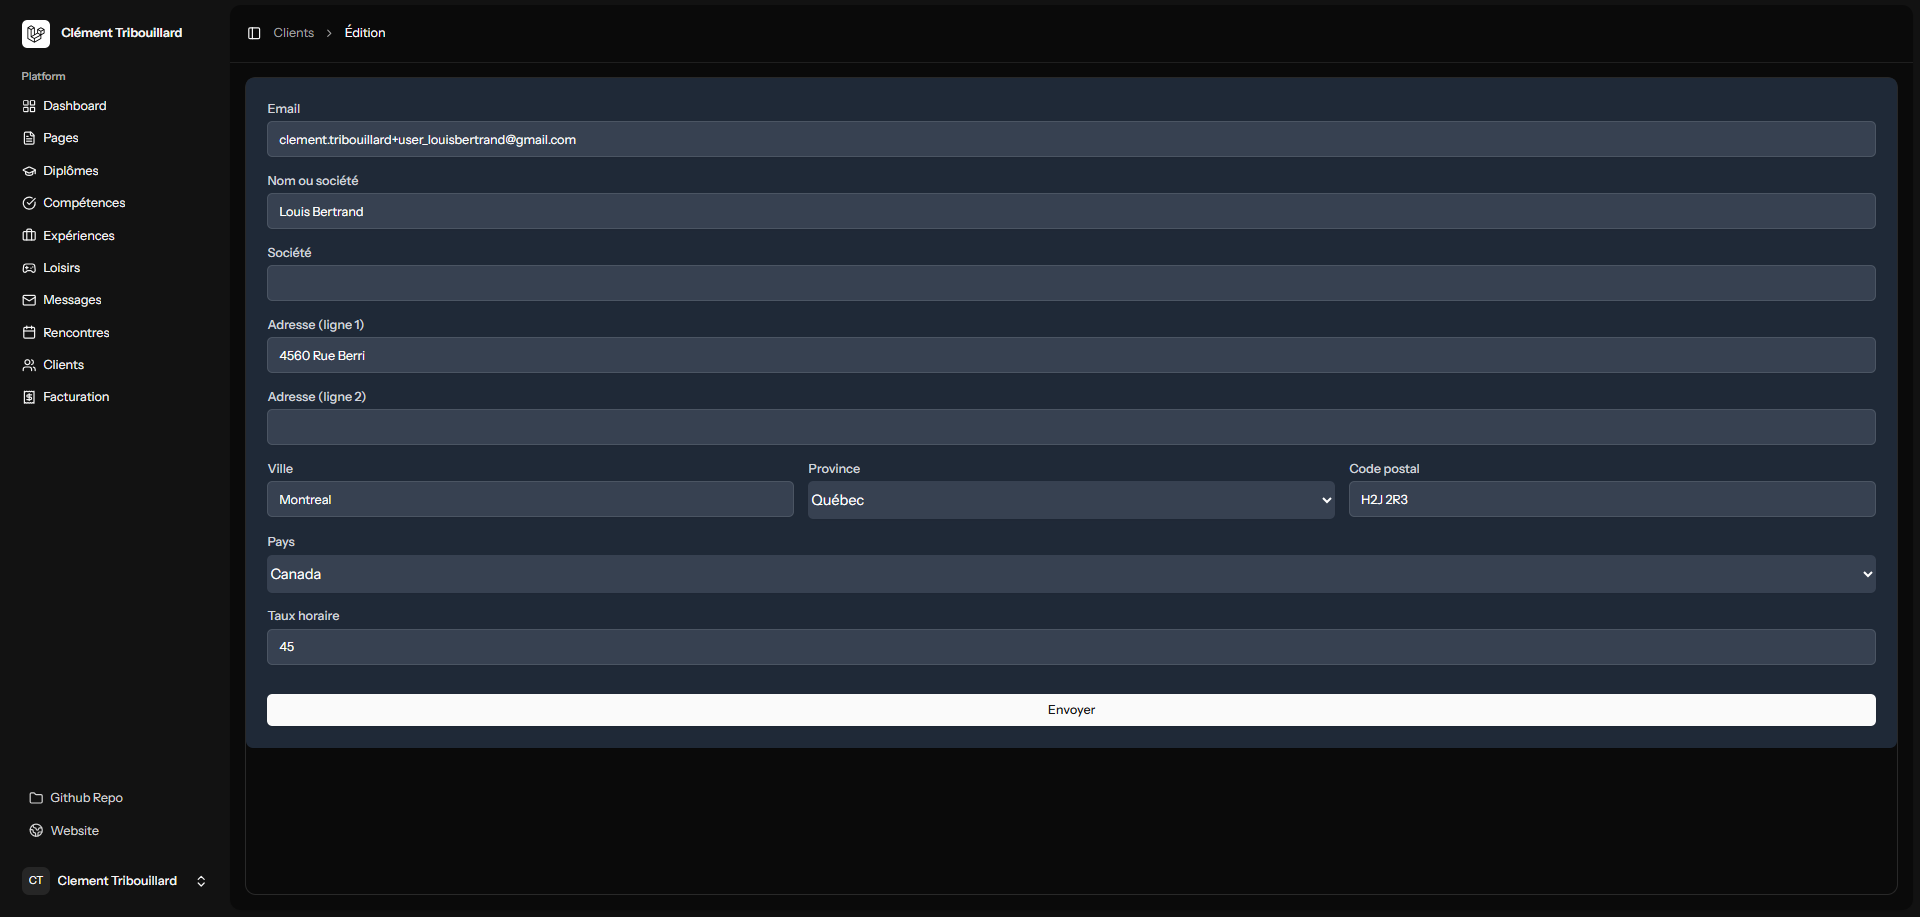 Clément Tribouillard
Platform
Dashboard
Pages
Diplômes
Compétences
Expériences
Loisirs
Messages
Rencontres
Clients
Facturation
Github Repo
Website
CT Clement Tribouillard
Clients > Édition
Email
clement.tribouillard+user_louisbertrand@gmail.com
Nom ou société
Louis Bertrand
Société
Adresse (ligne 1)
4560 Rue Berri
Adresse (ligne 2)
Ville Province Code postal
Montreal Québec H2J 2R3
Pays
Canada
Taux horaire
45
Envoyer